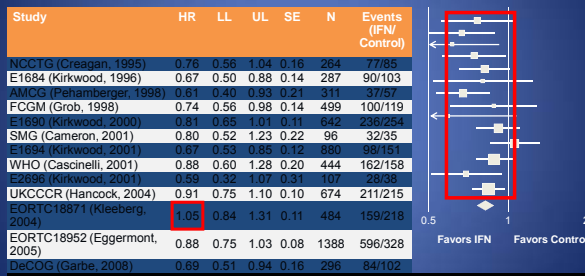 Study HR LL UL SE N Events (IFN/ Control)
NCCTG (Creagan, 1995) 0.76 0.56 1.04 0.16 264 77/85
E1684 (Kirkwood, 1996) 0.67 0.50 0.88 0.14 287 90/103
AMCG (Pehamberger, 1998) 0.61 0.40 0.93 0.21 311 37/57
FCGM (Grob, 1998) 0.74 0.56 0.98 0.14 499 100/119
E1690 (Kirkwood, 2000) 0.81 0.65 1.01 0.11 642 236/254
SMG (Cameron, 2001) 0.80 0.52 1.23 0.22 96 32/35
E1694 (Kirkwood, 2001) 0.67 0.53 0.85 0.12 880 98/151
WHO (Cascinelli, 2001) 0.88 0.60 1.28 0.20 444 162/158
E2696 (Kirkwood, 2001) 0.59 0.32 1.07 0.31 107 28/38
UKCCCR (Hancock, 2004) 0.91 0.75 1.10 0.10 674 211/215
EORTC18871 (Kleeberg, 2004) 1.05 0.84 1.31 0.11 484 159/218
EORTC18952 (Eggermont, 2005) 0.88 0.75 1.03 0.08 1388 596/328
DeCOG (Garbe, 2008) 0.69 0.51 0.94 0.16 296 84/102
0.5 1 2
Favors IFN Favors Contro